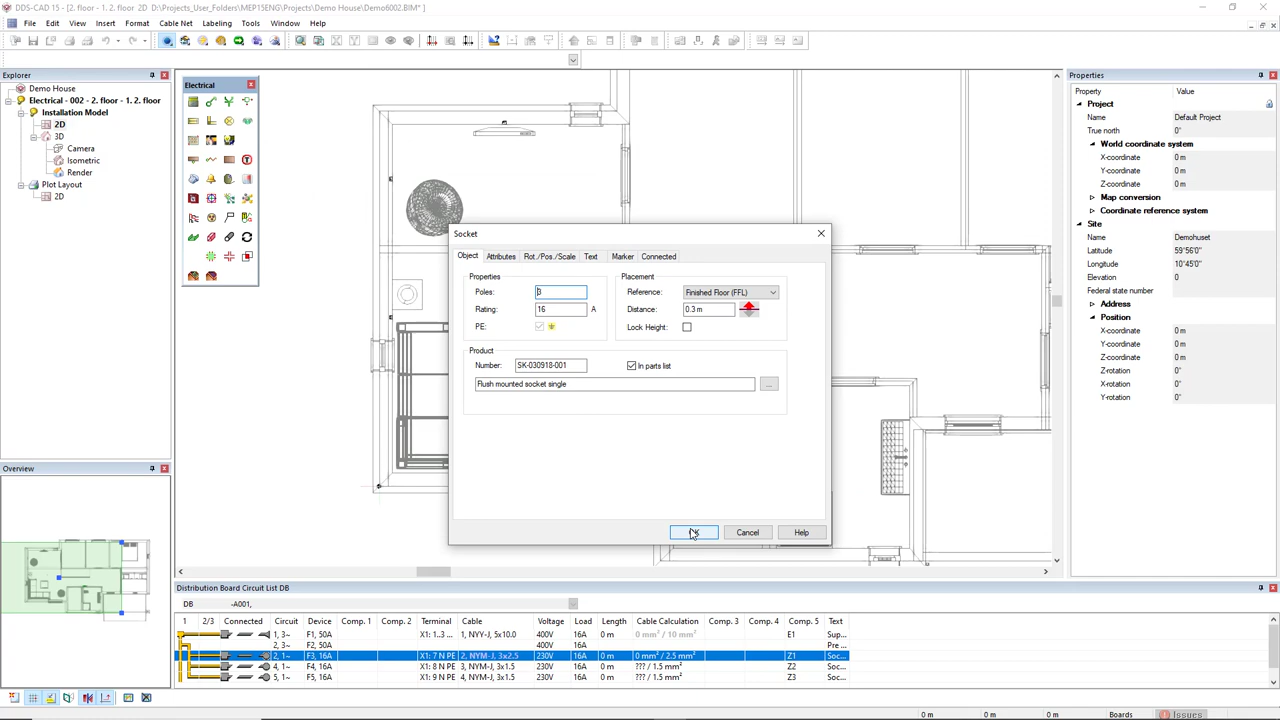 DDS-CAD 15 - [2. floor - 1. 2. floor  2D  D:\Projects_User_Folders\MEP15ENG\Projects\Demo House\Demo6002.BIM*]
File Edit View Insert Format Cable Net Labeling Tools Window Help
Explorer
Demo House
Electrical - 002 - 2. floor - 1. 2. floor
Installation Model
2D
3D
Camera
Isometric
Render
Plot Layout
2D
Electrical
Overview
Socket
Object Attributes Rot./Pos./Scale Text Marker Connected
Properties
Poles: 3
Rating: 16 A
PE:
Placement
Reference: Finished Floor (FFL)
Distance: 0.3 m
Lock Height:
Product
Number: SK-030918-001 In parts list
Flush mounted socket single
...
Cancel Help
Properties
Property Value
Project
Name Default Project
True north 0°
World coordinate system
X-coordinate 0 m
Y-coordinate 0 m
Z-coordinate 0 m
Map conversion
Coordinate reference system
Site
Name Demohuset
Latitude 59°56'0"
Longitude 10°45'0"
Elevation 0
Federal state number
Address
Position
X-coordinate 0 m
Y-coordinate 0 m
Z-coordinate 0 m
Z-rotation 0°
X-rotation 0°
Y-rotation 0°
Distribution Board Circuit List DB
DB -A001,
1 2/3 Connected Circuit Device Comp. 1 Comp. 2 Terminal Cable Voltage Load Length Cable Calculation Comp. 3 Comp. 4 Comp. 5 Text
1, 3~ F1, 50A X1: 1..3 ... 1, NYY-J, 5x10.0 400V 16A 0 m 0 mm² / 10 mm² E1 Sup...
2, 3~ F2, 50A 400V 16A Pre ...
2, 1~ F3, 16A X1: 7 N PE 2, NYM-J, 3x2.5 230V 16A 0 m 0 mm² / 2.5 mm² Z1 Soc...
4, 1~ F4, 16A X1: 8 N PE 3, NYM-J, 3x1.5 230V 16A 0 m ??? / 1.5 mm² Z2 Soc...
5, 1~ F5, 16A X1: 9 N PE 4, NYM-J, 3x1.5 230V 16A 0 m ??? / 1.5 mm² Z3 Soc...
0 m 0 m 0 m Boards Issues